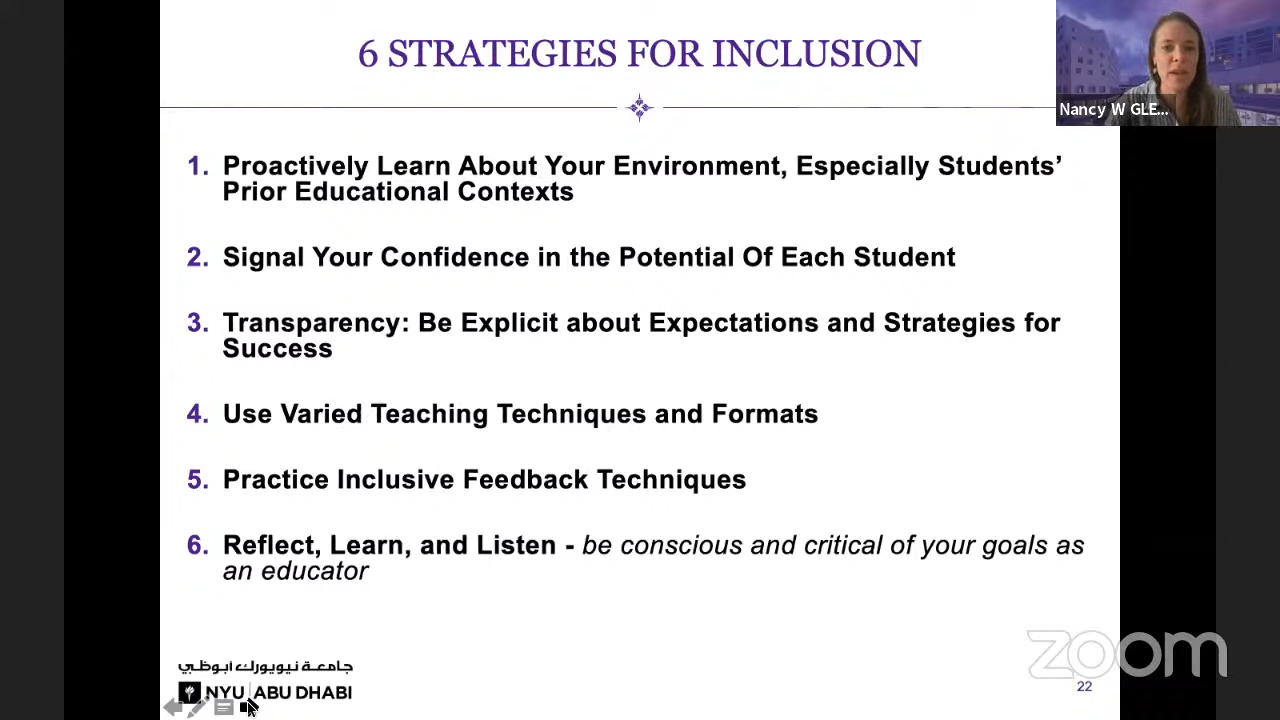 6 STRATEGIES FOR INCLUSION
Nancy W GLE...
1. Proactively Learn About Your Environment, Especially Students’
Prior Educational Contexts
2. Signal Your Confidence in the Potential Of Each Student
3. Transparency: Be Explicit about Expectations and Strategies for
Success
4. Use Varied Teaching Techniques and Formats
5. Practice Inclusive Feedback Techniques
6. Reflect, Learn, and Listen - be conscious and critical of your goals as
an educator
جامعة نيويورك أبوظبي
NYU ABU DHABI
zoom
22